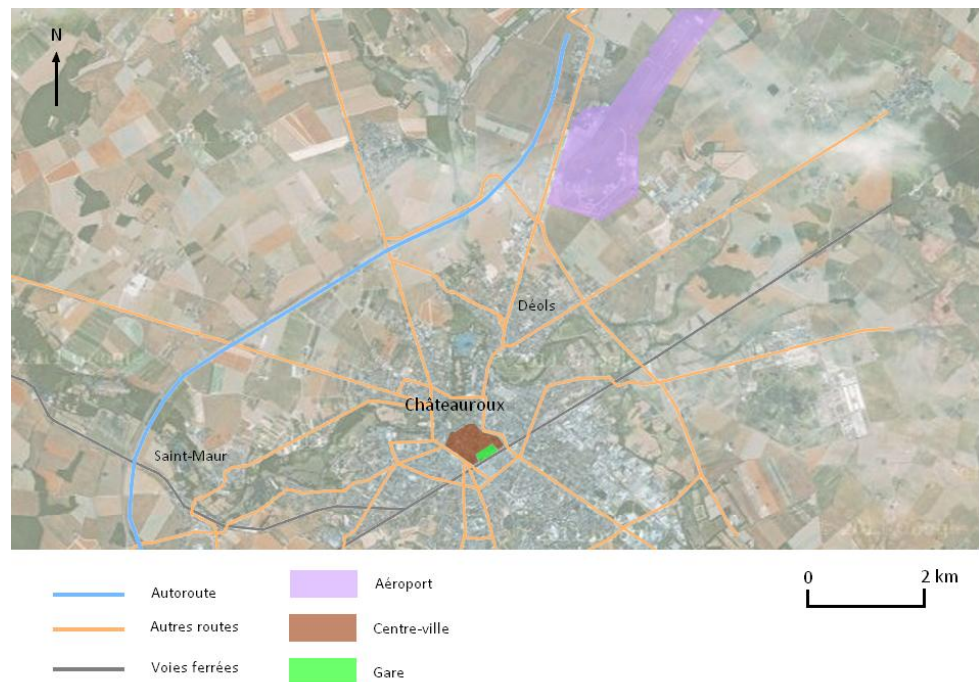 N
Déols
Châteauroux
Saint-Maur
Autoroute
Autres routes
Voies ferrées
Aéroport
Centre-ville
Gare
0 2 km